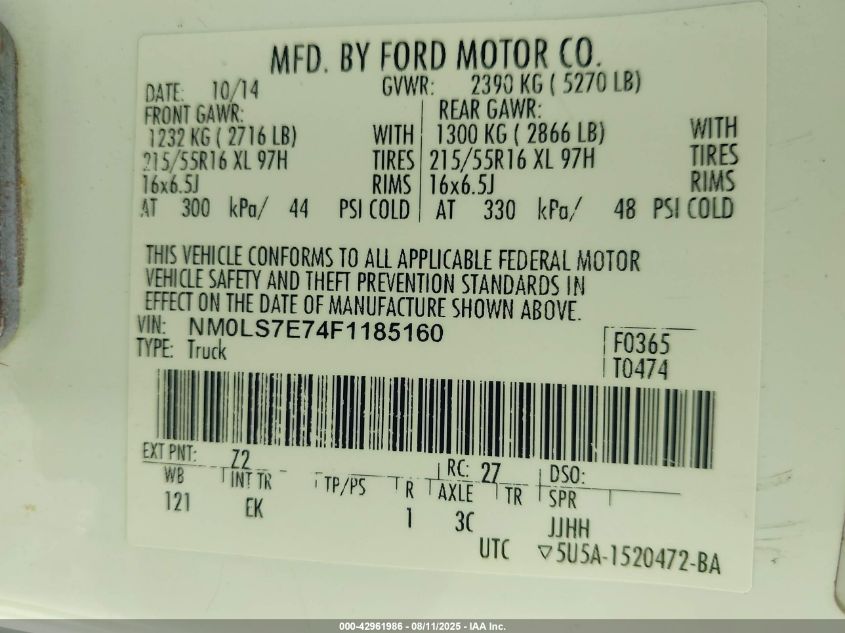 MFD. BY FORD MOTOR CO.
DATE: 10/14 GVWR: 2390 KG ( 5270 LB)
FRONT GAWR: REAR GAWR:
1232 KG ( 2716 LB) WITH 1300 KG ( 2866 LB) WITH
215/55R16 XL 97H TIRES 215/55R16 XL 97H TIRES
16x6.5J RIMS 16x6.5J RIMS
AT 300 kPa/ 44 PSI COLD AT 330 kPa/ 48 PSI COLD
THIS VEHICLE CONFORMS TO ALL APPLICABLE FEDERAL MOTOR
VEHICLE SAFETY AND THEFT PREVENTION STANDARDS IN
EFFECT ON THE DATE OF MANUFACTURE SHOWN ABOVE.
VIN: NM0LS7E74F1185160
TYPE: Truck
F0365
T0474
EXT PNT: Z2 RC: 27 DSO:
WB INT TR TP/PS R AXLE TR SPR
121 EK 1 3C JJHH
UTC ▽5U5A-1520472-BA
000-42961986 - 08/11/2025 - IAA Inc.